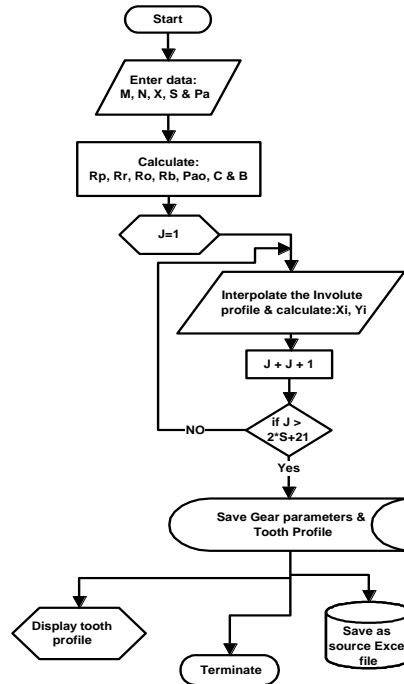 Start
Enter data:
M, N, X, S & Pa
Calculate:
Rp, Rr, Ro, Rb, Pao, C & B
J=1
Interpolate the Involute
profile & calculate:Xi, Yi
J + J + 1
if J >
2*S+21
NO
Yes
Save Gear parameters &
Tooth Profile
Display tooth
profile
Terminate
Save as
source Excel
file